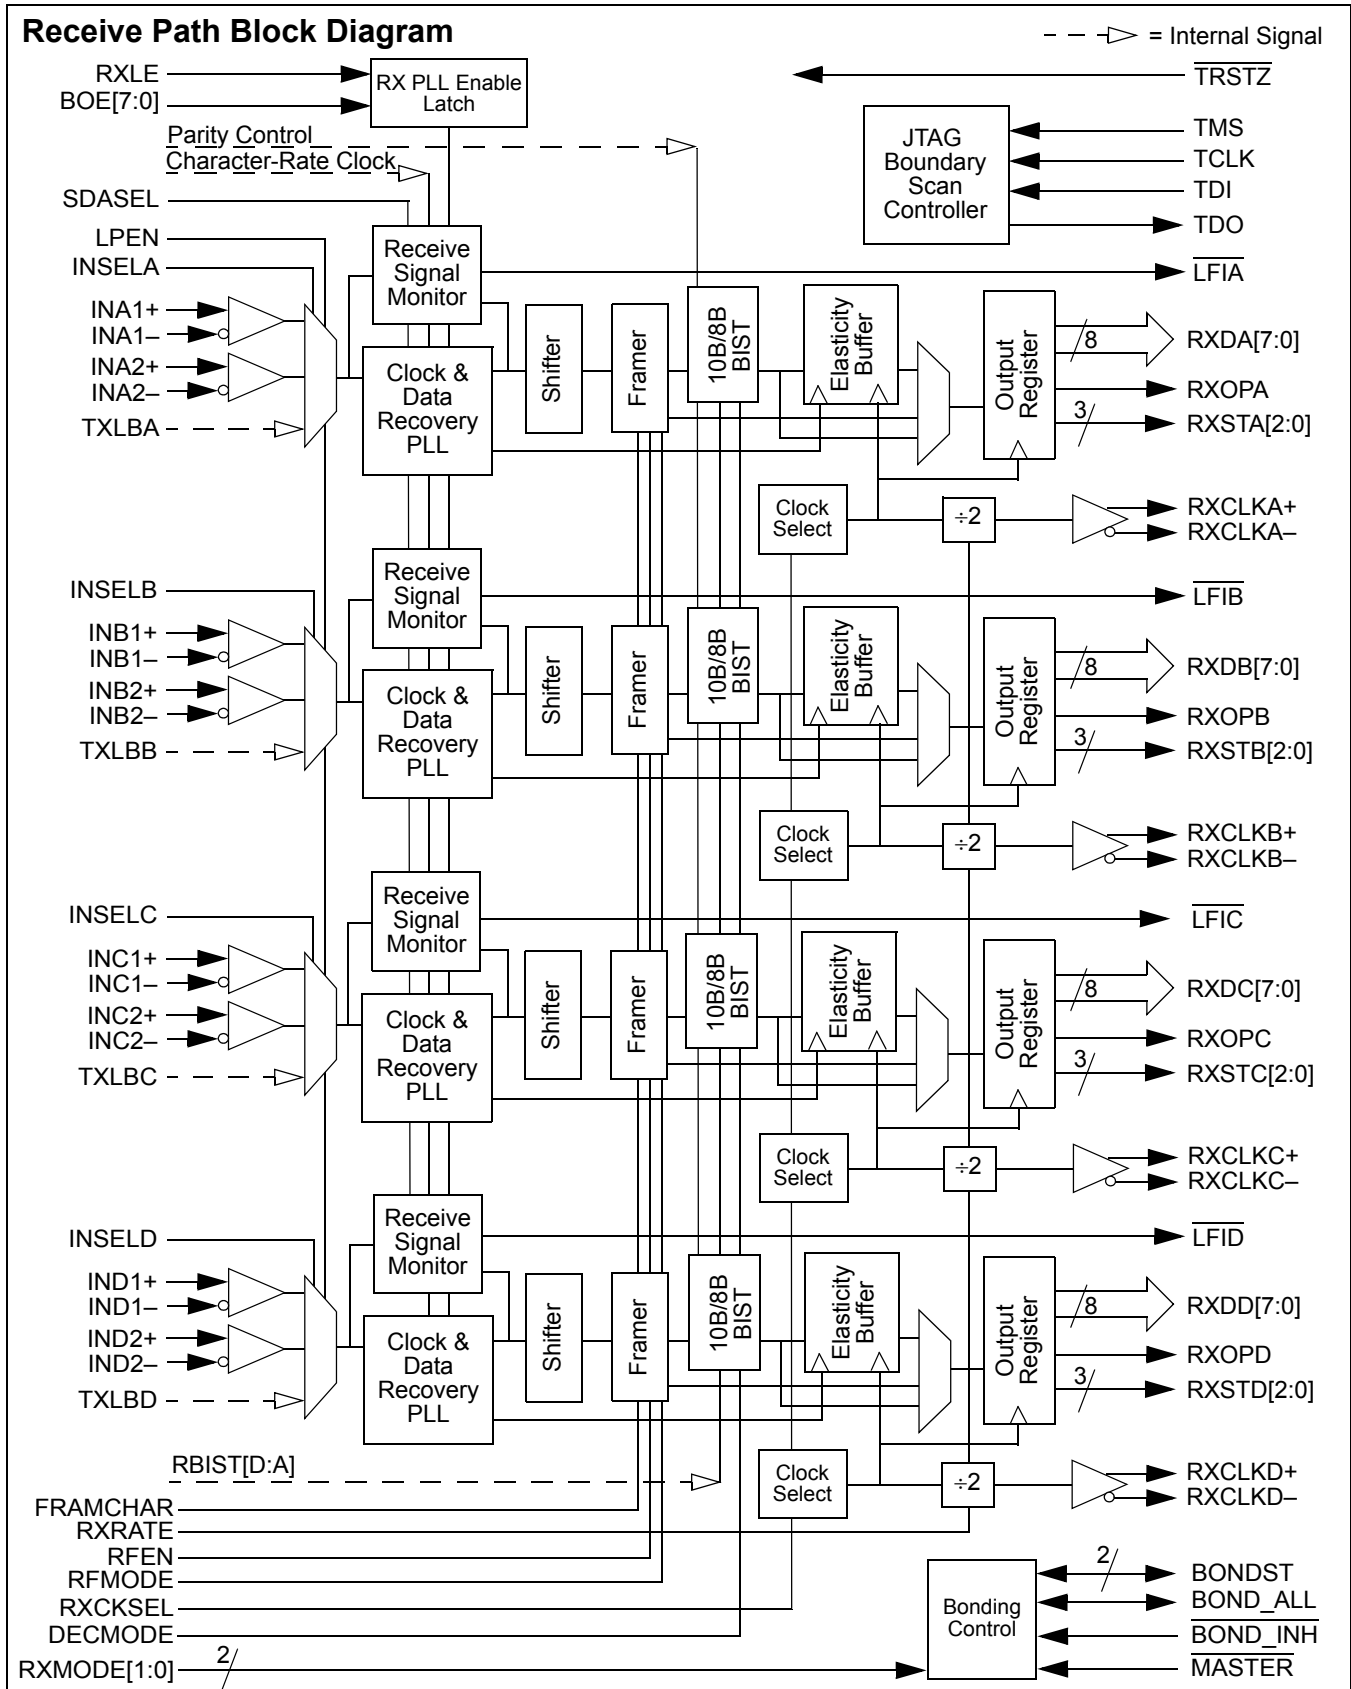 Receive Path Block Diagram
= Internal Signal
RXLE
BOE[7:0]
RX PLL Enable
Latch
TRSTZ
Parity Control
Character-Rate Clock
JTAG
Boundary
Scan
Controller
TMS
TCLK
TDI
TDO
SDASEL
LPEN
INSELA
INA1+
INA1–
INA2+
INA2–
TXLBA
Receive
Signal
Monitor
Clock &
Data
Recovery
PLL
Shifter
Framer
10B/8B
BIST
Elasticity
Buffer
Output
Register
LFIA
8
RXDA[7:0]
RXOPA
3
RXSTA[2:0]
Clock
Select
÷2
RXCLKA+
RXCLKA–
INSELB
INB1+
INB1–
INB2+
INB2–
TXLBB
Receive
Signal
Monitor
Clock &
Data
Recovery
PLL
Shifter
Framer
10B/8B
BIST
Elasticity
Buffer
Output
Register
LFIB
8
RXDB[7:0]
RXOPB
3
RXSTB[2:0]
Clock
Select
÷2
RXCLKB+
RXCLKB–
INSELC
INC1+
INC1–
INC2+
INC2–
TXLBC
Receive
Signal
Monitor
Clock &
Data
Recovery
PLL
Shifter
Framer
10B/8B
BIST
Elasticity
Buffer
Output
Register
LFIC
8
RXDC[7:0]
RXOPC
3
RXSTC[2:0]
Clock
Select
÷2
RXCLKC+
RXCLKC–
INSELD
IND1+
IND1–
IND2+
IND2–
TXLBD
Receive
Signal
Monitor
Clock &
Data
Recovery
PLL
Shifter
Framer
10B/8B
BIST
Elasticity
Buffer
Output
Register
LFID
8
RXDD[7:0]
RXOPD
3
RXSTD[2:0]
Clock
Select
÷2
RXCLKD+
RXCLKD–
RBIST[D:A]
FRAMCHAR
RXRATE
RFEN
RFMODE
RXCKSEL
DECMODE
RXMODE[1:0]
2
Bonding
Control
2
BONDST
BOND_ALL
BOND_INH
MASTER